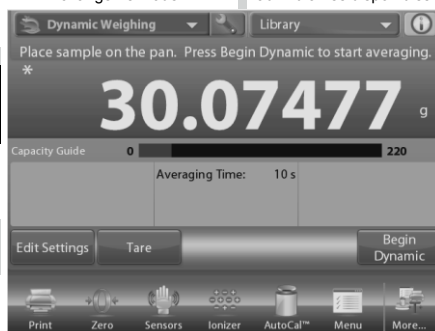 Dynamic Weighing Library
Place sample on the pan. Press Begin Dynamic to start averaging.
*
30.07477 g
Capacity Guide 0 220
Averaging Time: 10 s
Edit Settings Tare Begin
Dynamic
Print Zero Sensors Ionizer AutoCal™ Menu More...